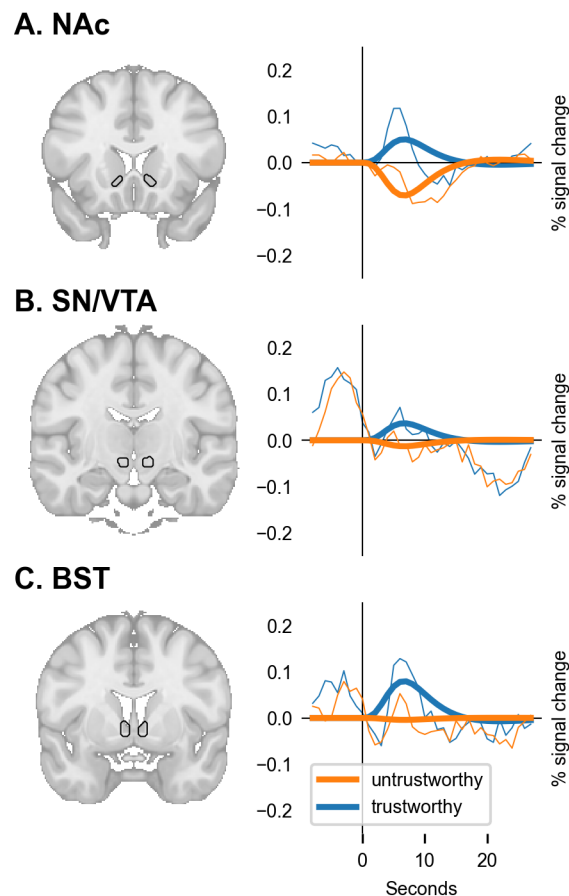 A. NAc
0.2
0.1
0.0
−0.1
−0.2
% signal change
B. SN/VTA
0.2
0.1
0.0
−0.1
−0.2
% signal change
C. BST
0.2
0.1
0.0
−0.1
−0.2
% signal change
untrustworthy
trustworthy
0 10 20
Seconds